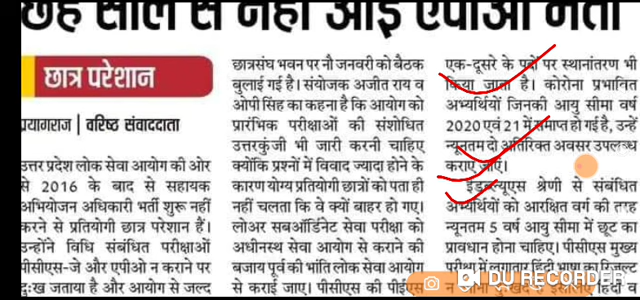 छह साल से नहीं आई एपीओ भर्ती
छात्र परेशान
प्रयागराज | वरिष्ठ संवाददाता
उत्तर प्रदेश लोक सेवा आयोग की ओर
से 2016 के बाद से सहायक
अभियोजन अधिकारी भर्ती शुरू नहीं
करने से प्रतियोगी छात्र परेशान हैं।
उन्होंने विधि संबंधित परीक्षाओं
पीसीएस-जे और एपीओ न कराने पर
दु:ख जताया है और आयोग से जल्द
छात्रसंघ भवन पर नौ जनवरी को बैठक
बुलाई गई है। संयोजक अजीत राय व
ओपी सिंह का कहना है कि आयोग को
प्रारंभिक परीक्षाओं की संशोधित
उत्तरकुंजी भी जारी करनी चाहिए
क्योंकि प्रश्नों में विवाद ज्यादा होने के
कारण योग्य प्रतियोगी छात्रों को पता ही
नहीं चलता कि वे क्यों बाहर हो गए।
लोअर सबऑर्डिनेट सेवा परीक्षा को
अधीनस्थ सेवा आयोग से कराने की
बजाय पूर्व की भांति लोक सेवा आयोग
से कराई जाए। पीसीएस की पीईएस
एक-दूसरे के पदों पर स्थानांतरण भी
किया जाता है। कोरोना प्रभावित
अभ्यर्थियों जिनकी आयु सीमा वर्ष
2020 एवं 21 में समाप्त हो गई है, उन्हें
न्यूनतम दो अतिरिक्त अवसर उपलब्ध
कराए जाएं।
ईडब्ल्यूएस श्रेणी से संबंधित
अभ्यर्थियों को आरक्षित वर्ग की तरह
न्यूनतम 5 वर्ष आयु सीमा में छूट का
प्रावधान होना चाहिए। पीसीएस मुख्य
DU RECORDER